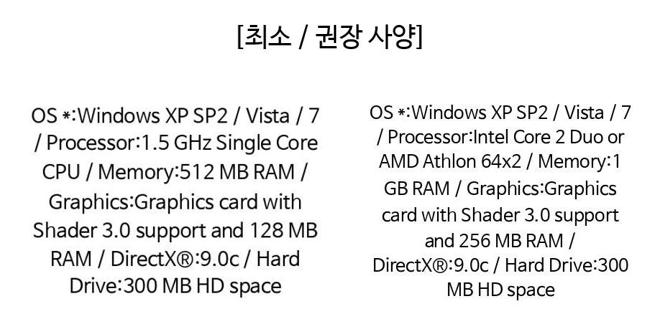 [최소 / 권장 사양]
OS *:Windows XP SP2 / Vista / 7
/ Processor:1.5 GHz Single Core
CPU / Memory:512 MB RAM /
Graphics:Graphics card with
Shader 3.0 support and 128 MB
RAM / DirectX®:9.0c / Hard
Drive:300 MB HD space
OS *:Windows XP SP2 / Vista / 7
/ Processor:Intel Core 2 Duo or
AMD Athlon 64x2 / Memory:1
GB RAM / Graphics:Graphics
card with Shader 3.0 support
and 256 MB RAM /
DirectX®:9.0c / Hard Drive:300
MB HD space